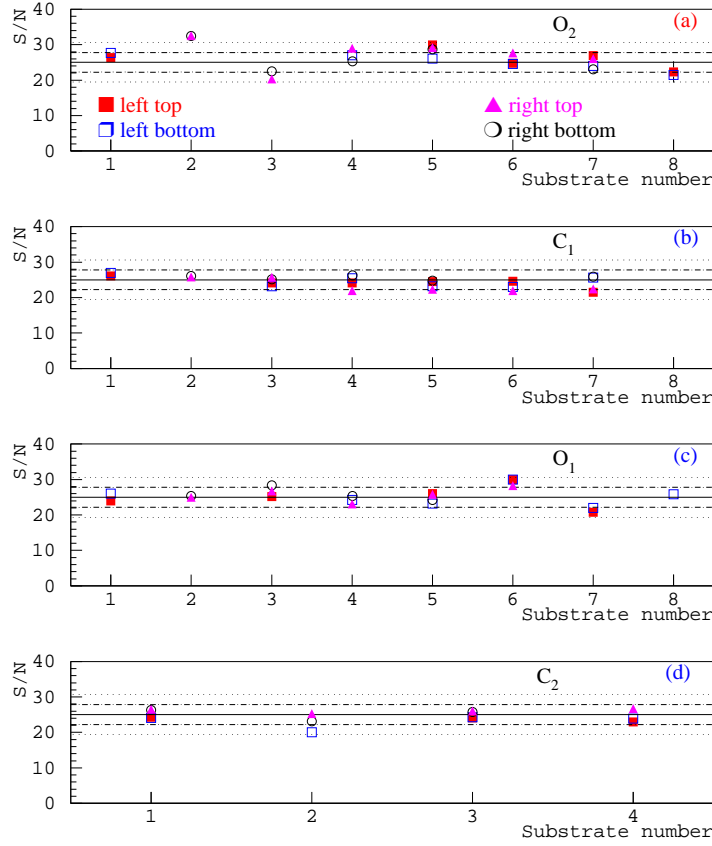 S/N
O2 (a)
40
30
20
10
0
left top right top
left bottom right bottom
1 2 3 4 5 6 7 8
Substrate number
S/N
C1 (b)
40
30
20
10
0
1 2 3 4 5 6 7 8
Substrate number
S/N
O1 (c)
40
30
20
10
0
1 2 3 4 5 6 7 8
Substrate number
S/N
C2 (d)
40
30
20
10
0
1 2 3 4
Substrate number